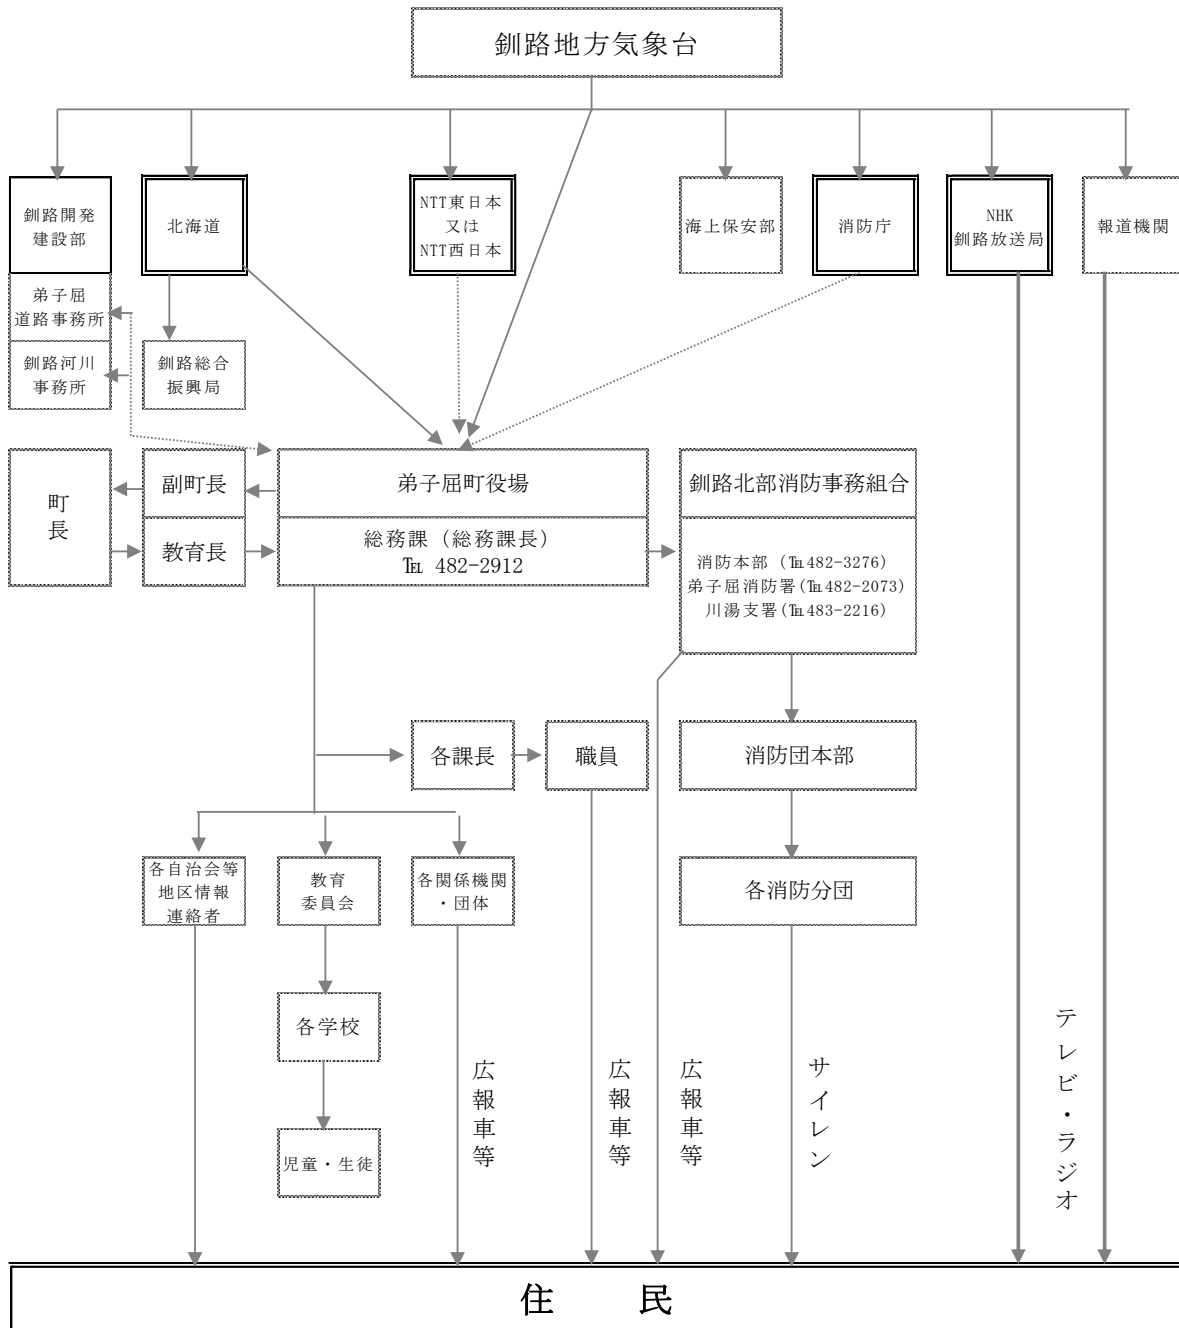 釧路地方気象台
釧路開発
建設部
北海道
NTT東日本
又は
NTT西日本
海上保安部
消防庁
NHK
釧路放送局
報道機関
弟子屈
道路事務所
釧路河川
事務所
釧路総合
振興局
町
長
副町長
教育長
弟子屈町役場
総務課（総務課長）
℡ 482-2912
釧路北部消防事務組合
消防本部（℡482-3276）
弟子屈消防署(℡482-2073)
川湯支署(℡483-2216)
各課長
職員
消防団本部
各自治会等
地区情報
連絡者
教育
委員会
各関係機関
・団体
各消防分団
各学校
児童・生徒
広報車等
広報車等
広報車等
サイレン
テレビ・ラジオ
住　民